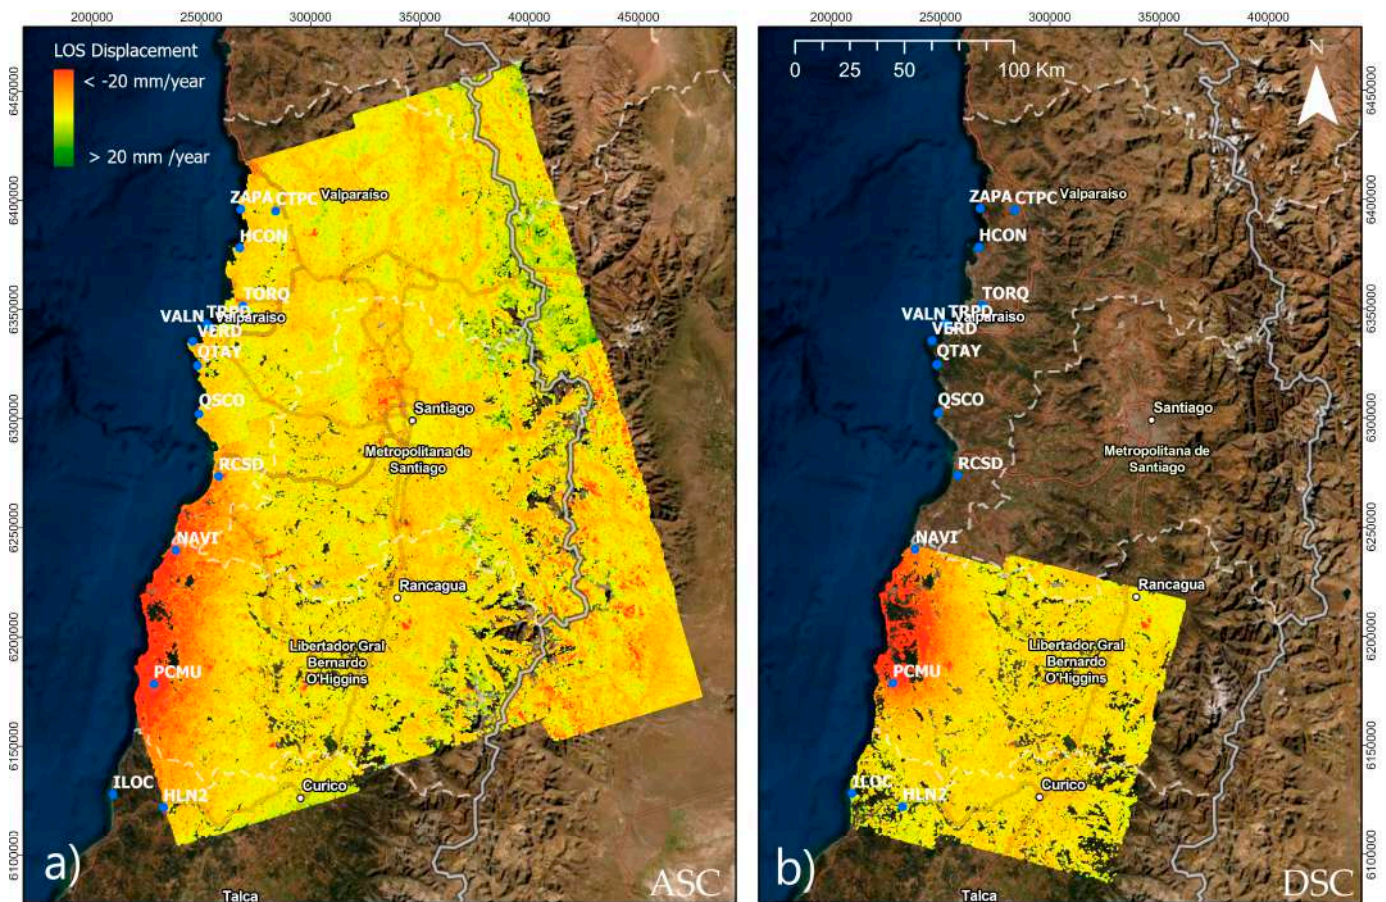 200000 250000 300000 350000 400000 450000
200000 250000 300000 350000 400000
LOS Displacement
< -20 mm/year
> 20 mm /year
6450000
6400000
6350000
6300000
6250000
6200000
6150000
6100000
ZAPA
CTPC
Valparaíso
HCON
TORQ
VALN
TRPD
Valparaiso
VERD
QTAY
QSCO
Santiago
RCSD
Metropolitana de
Santiago
NAVI
Rancagua
Libertador Gral
Bernardo
O'Higgins
PCMU
ILOC
HLN2
Curico
Talca
a)
ASC
0 25 50 100 Km
N
ZAPA
CTPC
Valparaíso
HCON
TORQ
VALN
TRPD
Valparaiso
VERD
QTAY
QSCO
Santiago
RCSD
Metropolitana de
Santiago
NAVI
Rancagua
Libertador Gral
Bernardo
O'Higgins
PCMU
ILOC
HLN2
Curico
Talca
b)
DSC
6450000
6400000
6350000
6300000
6250000
6200000
6150000
6100000